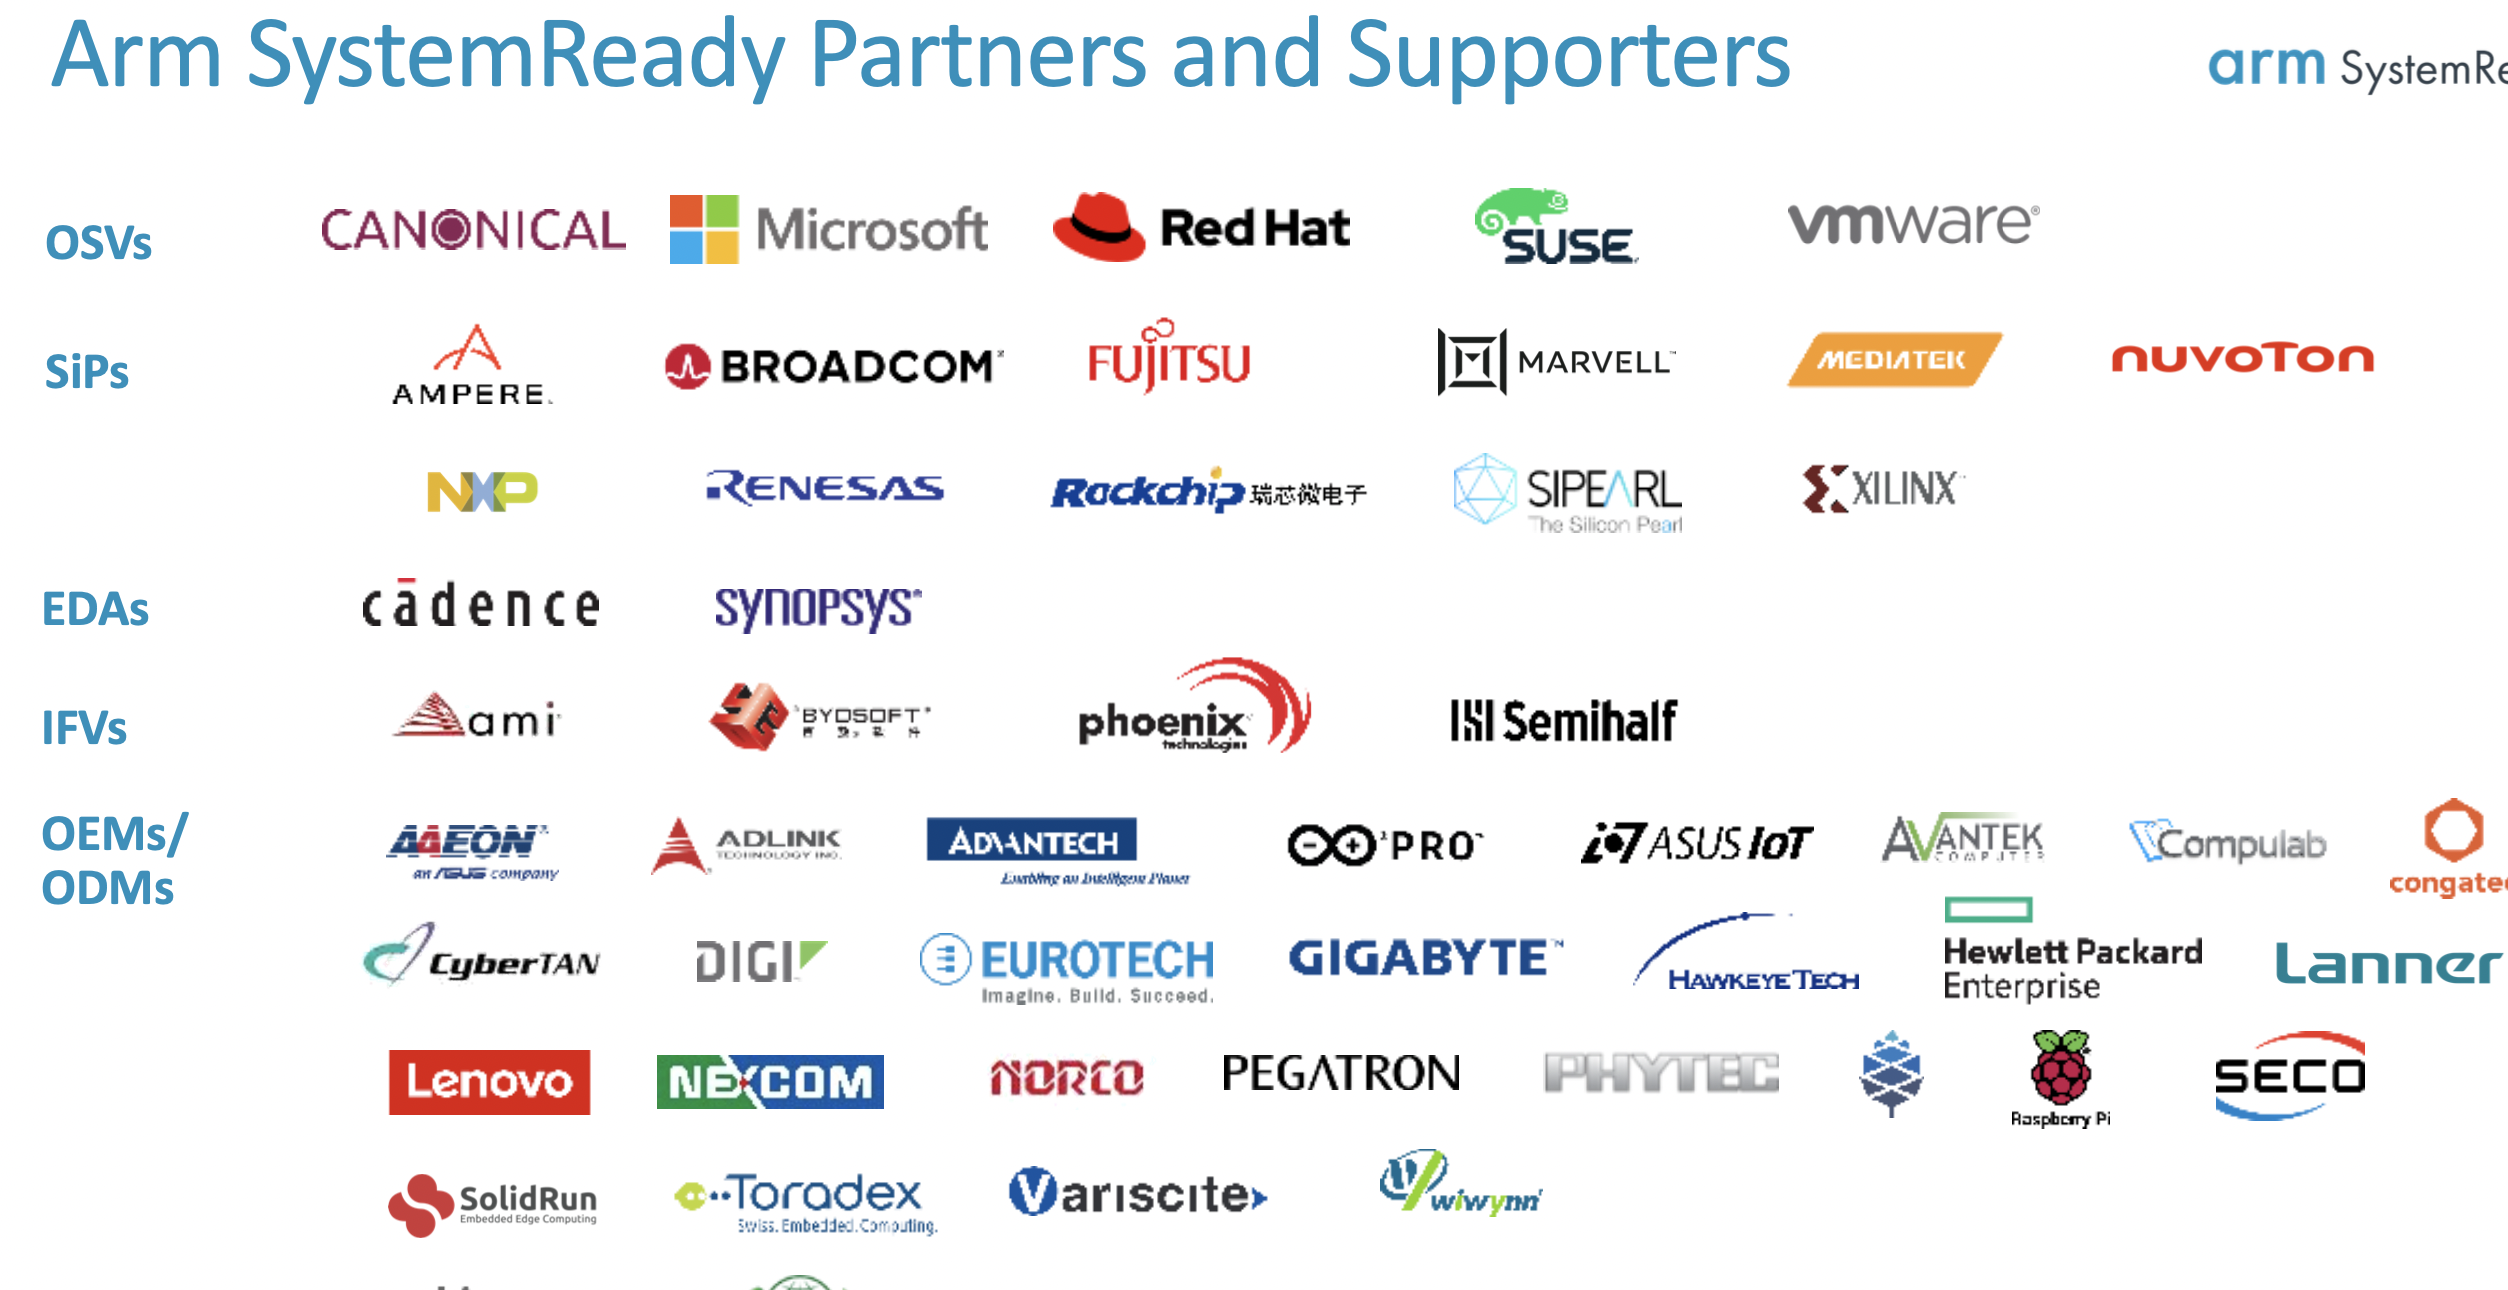 Arm SystemReady Partners and Supporters
arm SystemRe
OSVs
CANONICAL
Microsoft
Red Hat
SUSE
vmware®
SiPs
AMPERE
BROADCOM
FUJITSU
MARVELL™
MEDIATEK
nuvoTon
NXP
RENESAS
Rockchip 瑞芯微电子
SIPEARL
The Silicon Pearl
XILINX
EDAs
cādence
SYNOPSYS
IFVs
ami
BYOSOFT
phoenix
technologies
Semihalf
OEMs/
ODMs
AAEON
an ASUS company
ADLINK
TECHNOLOGY INC.
ADVANTECH
Enabling an Intelligent Planet
PRO
ASUS IoT
AVANTEK
COMPUTER
Compulab
congatec
CyberTAN
DIGI
EUROTECH
Imagine. Build. Succeed.
GIGABYTE™
HAWKEYE TECH
Hewlett Packard
Enterprise
Lanner
Lenovo
NEXCOM
NORCO
PEGATRON
PHYTEC
Raspberry Pi
SECO
SolidRun
Embedded Edge Computing
Toradex
Swiss. Embedded. Computing.
Variscite
wiwynn